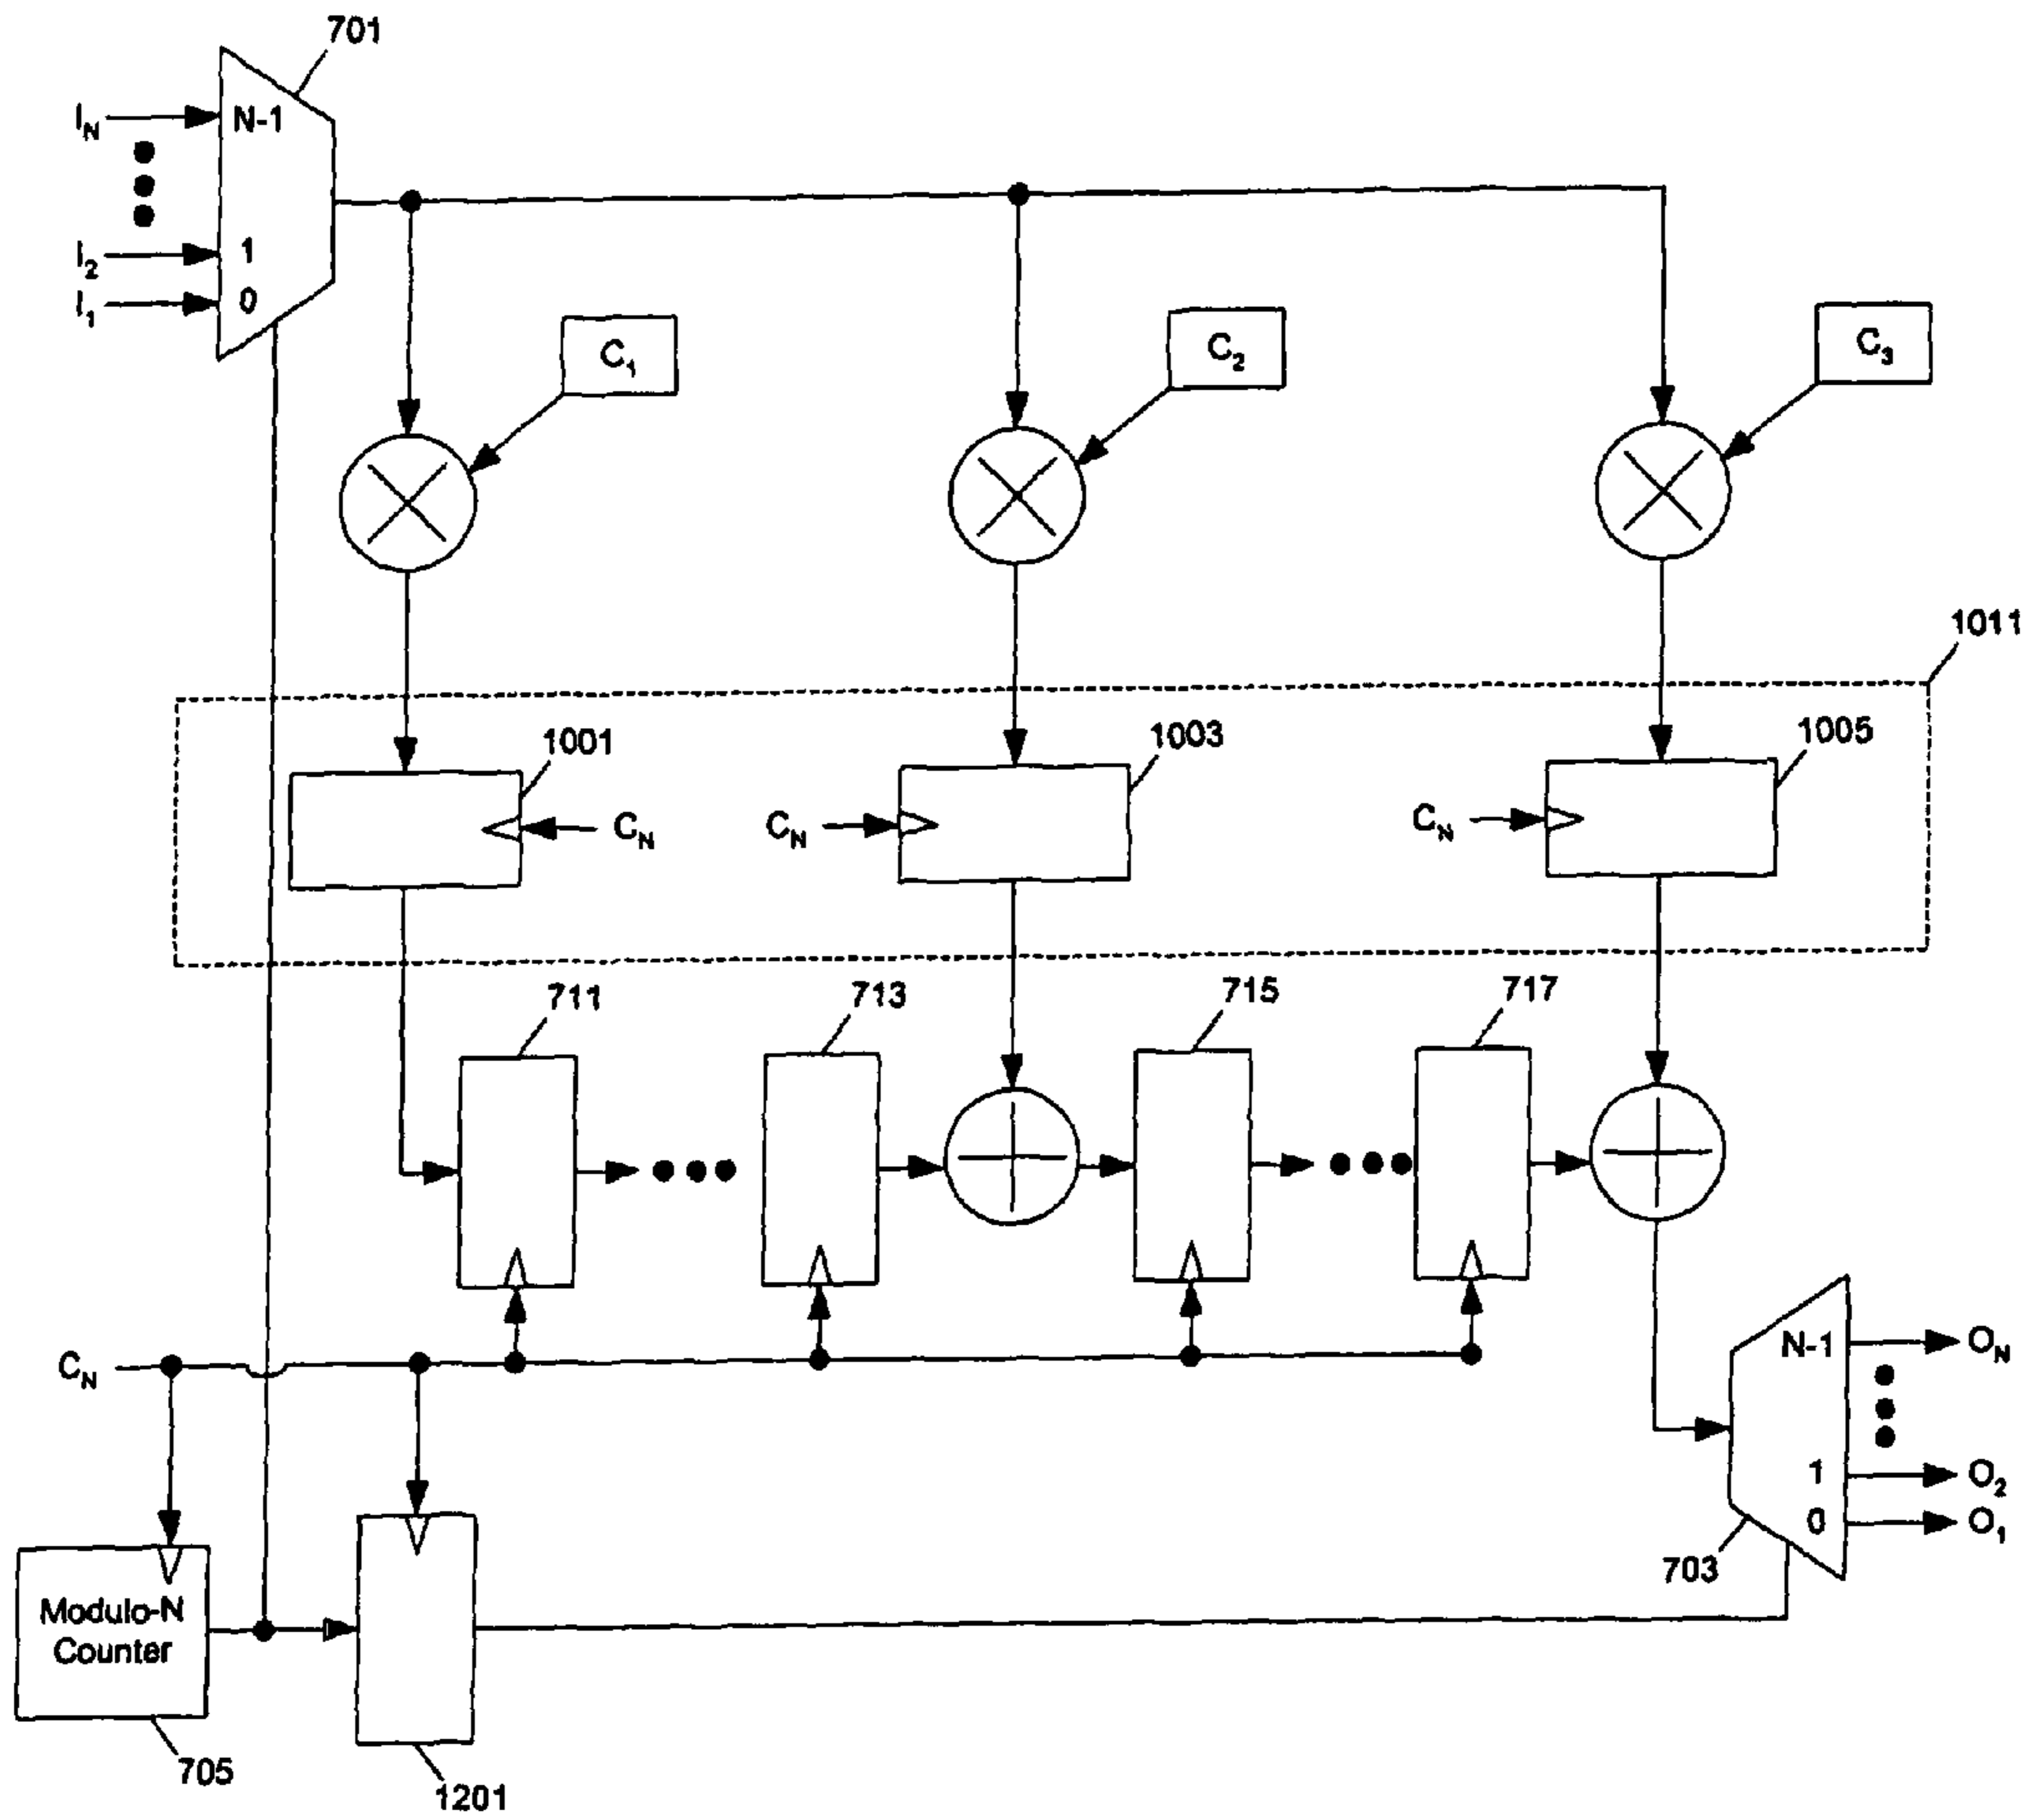 701
I_N
N-1
I_2
1
I_1
0
C_1
C_2
C_3
1011
1001
1003
1005
C_N
C_N
C_N
711
713
715
717
C_N
N-1
O_N
1
O_2
0
O_1
703
Modulo-N
Counter
705
1201